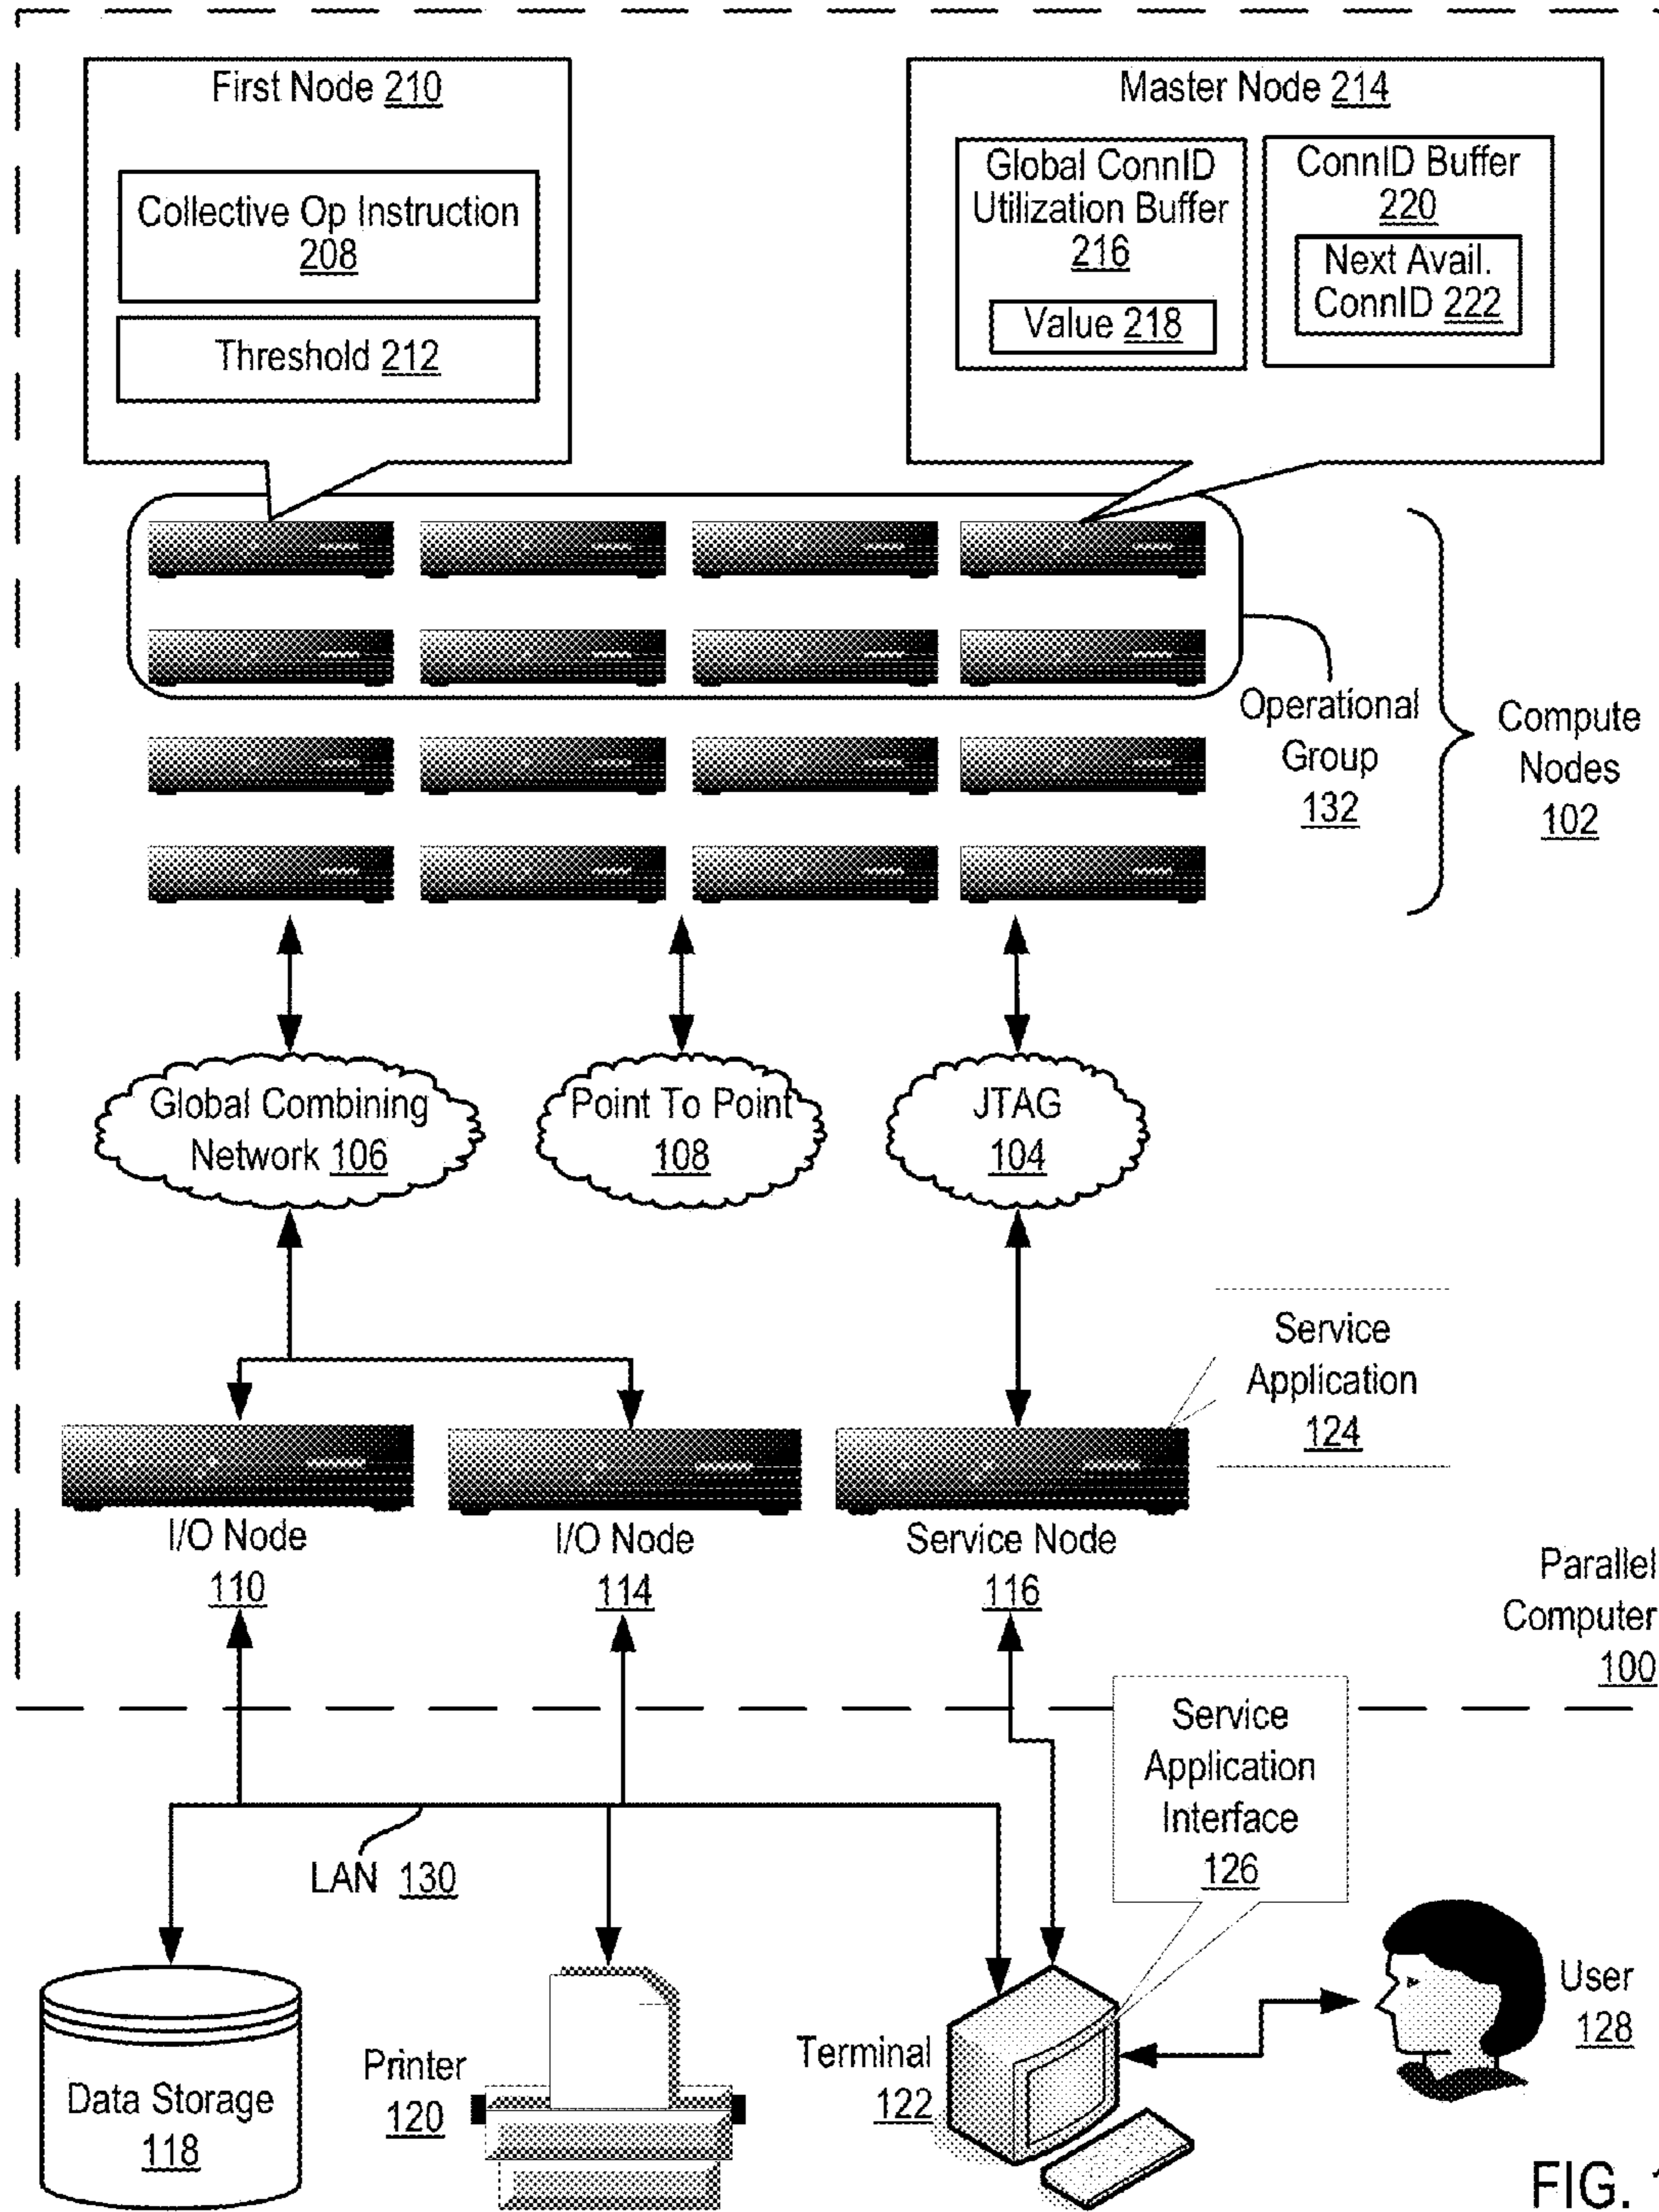 First Node 210
Collective Op Instruction
208
Threshold 212
Master Node 214
Global ConnID
Utilization Buffer
216
Value 218
ConnID Buffer
220
Next Avail.
ConnID 222
Operational
Group
132
Compute
Nodes
102
Global Combining
Network 106
Point To Point
108
JTAG
104
Service
Application
124
I/O Node
110
I/O Node
114
Service Node
116
Parallel
Computer
100
Service
Application
Interface
126
LAN 130
Data Storage
118
Printer
120
Terminal
122
User
128
FIG. 1